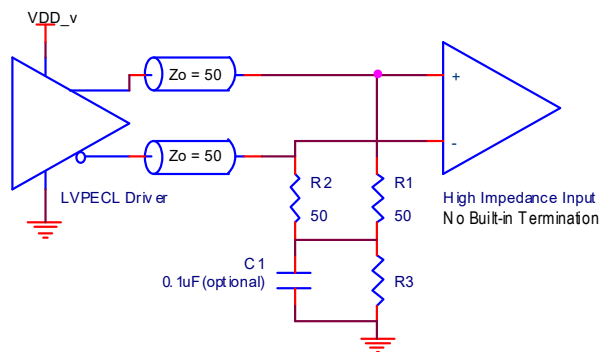 VDD_v
Zo = 50
+
Zo = 50
-
LVPECL Driver
R2
50
R1
50
High Impedance Input
No Built-in Termination
C1
0.1uF(optional)
R3